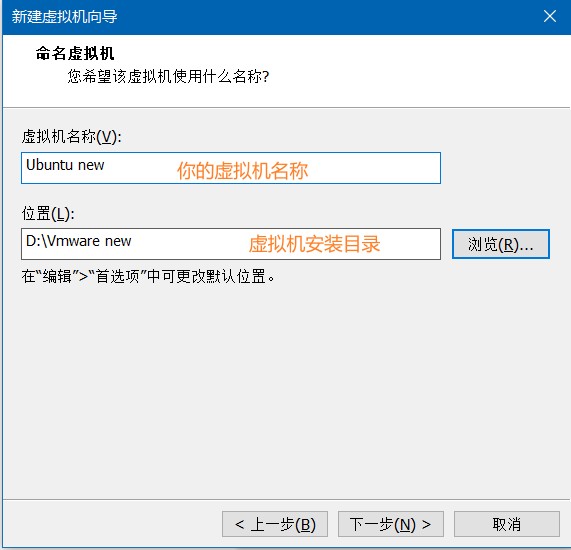 新建虚拟机向导
命名虚拟机
您希望该虚拟机使用什么名称?
虚拟机名称(V):
Ubuntu new 你的虚拟机名称
位置(L):
D:\Vmware new 虚拟机安装目录 浏览(R)...
在“编辑”>“首选项”中可更改默认位置。
< 上一步(B) 下一步(N) > 取消